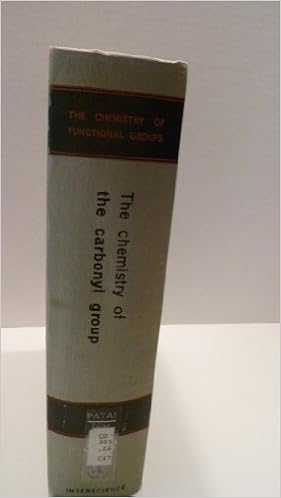 THE CHEMISTRY OF
FUNCTIONAL GROUPS
The chemistry of
the carbonyl group
PATAI
INTERSCIENCE